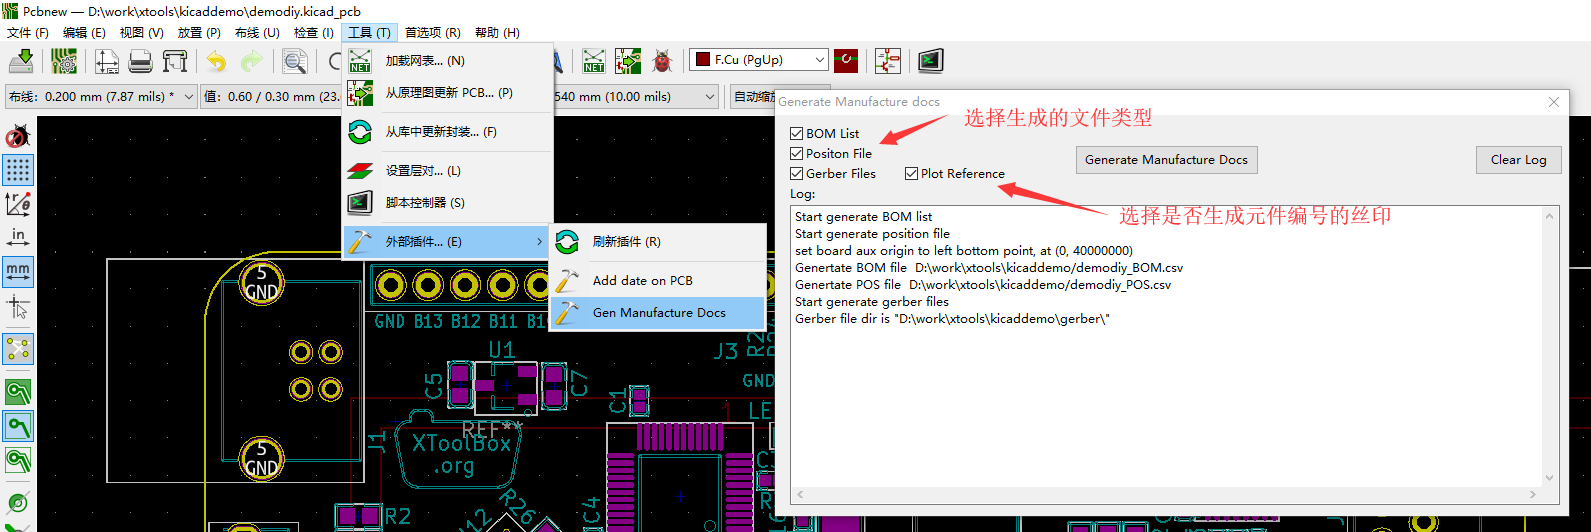 Pcbnew — D:\work\xtools\kicaddemo\demodiy.kicad_pcb
文件 (F) 编辑 (E) 视图 (V) 放置 (P) 布线 (U) 检查 (I) 工具 (T) 首选项 (R) 帮助 (H)
F.Cu (PgUp)
布线: 0.200 mm (7.87 mils) *
值: 0.60 / 0.30 mm (23.
540 mm (10.00 mils)
自动缩
in
mm
加载网表... (N)
从原理图更新 PCB... (P)
从库中更新封装... (F)
设置层对... (L)
脚本控制器 (S)
外部插件... (E)
刷新插件 (R)
Add date on PCB
Gen Manufacture Docs
Generate Manufacture docs
选择生成的文件类型
BOM List
Positon File
Gerber Files
Plot Reference
Generate Manufacture Docs
Clear Log
选择是否生成元件编号的丝印
Log:
Start generate BOM list
Start generate position file
set board aux origin to left bottom point, at (0, 40000000)
Genertate BOM file D:\work\xtools\kicaddemo/demodiy_BOM.csv
Genertate POS file D:\work\xtools\kicaddemo/demodiy_POS.csv
Start generate gerber files
Gerber file dir is "D:\work\xtools\kicaddemo\gerber\"
5
GND
GND B13 B12 B11 B1
U1
J3
C5
C7
C1
GND
LE
J1
REF**
XToolBox
.org
5
GND
R2
R26
C4